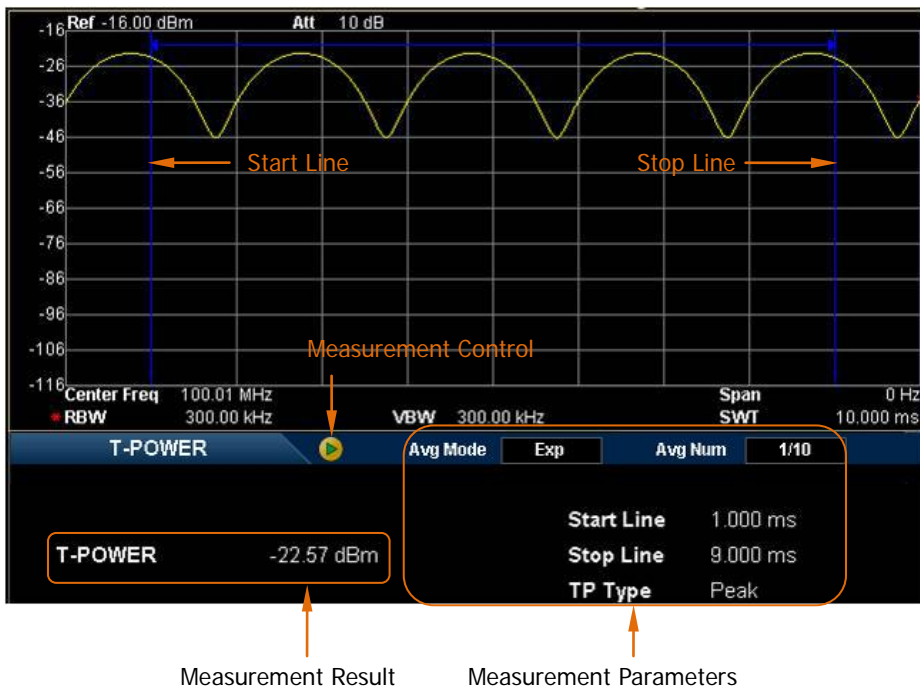 Ref -16.00 dBm Att 10 dB
-16
-26
-36
-46
-56
Start Line Stop Line
-66
-76
-86
-96
-106
Measurement Control
-116
Center Freq 100.01 MHz Span 0 Hz
*RBW 300.00 kHz VBW 300.00 kHz SWT 10.000 ms
T-POWER Avg Mode Exp Avg Num 1/10
Start Line 1.000 ms
T-POWER -22.57 dBm Stop Line 9.000 ms
TP Type Peak
Measurement Result Measurement Parameters